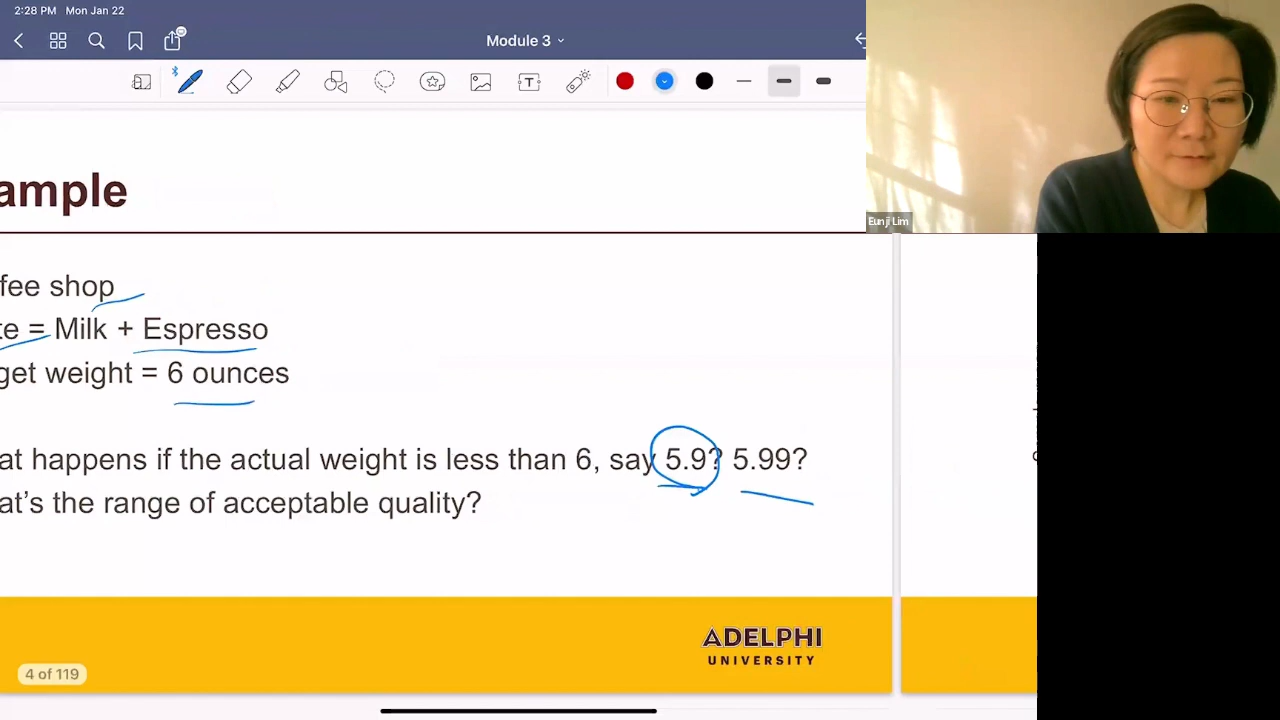 2:28 PM Mon Jan 22
Module 3
T
Eunji Lim
ample
fee shop
te = Milk + Espresso
get weight = 6 ounces
at happens if the actual weight is less than 6, say 5.9? 5.99?
at’s the range of acceptable quality?
ADELPHI
UNIVERSITY
4 of 119